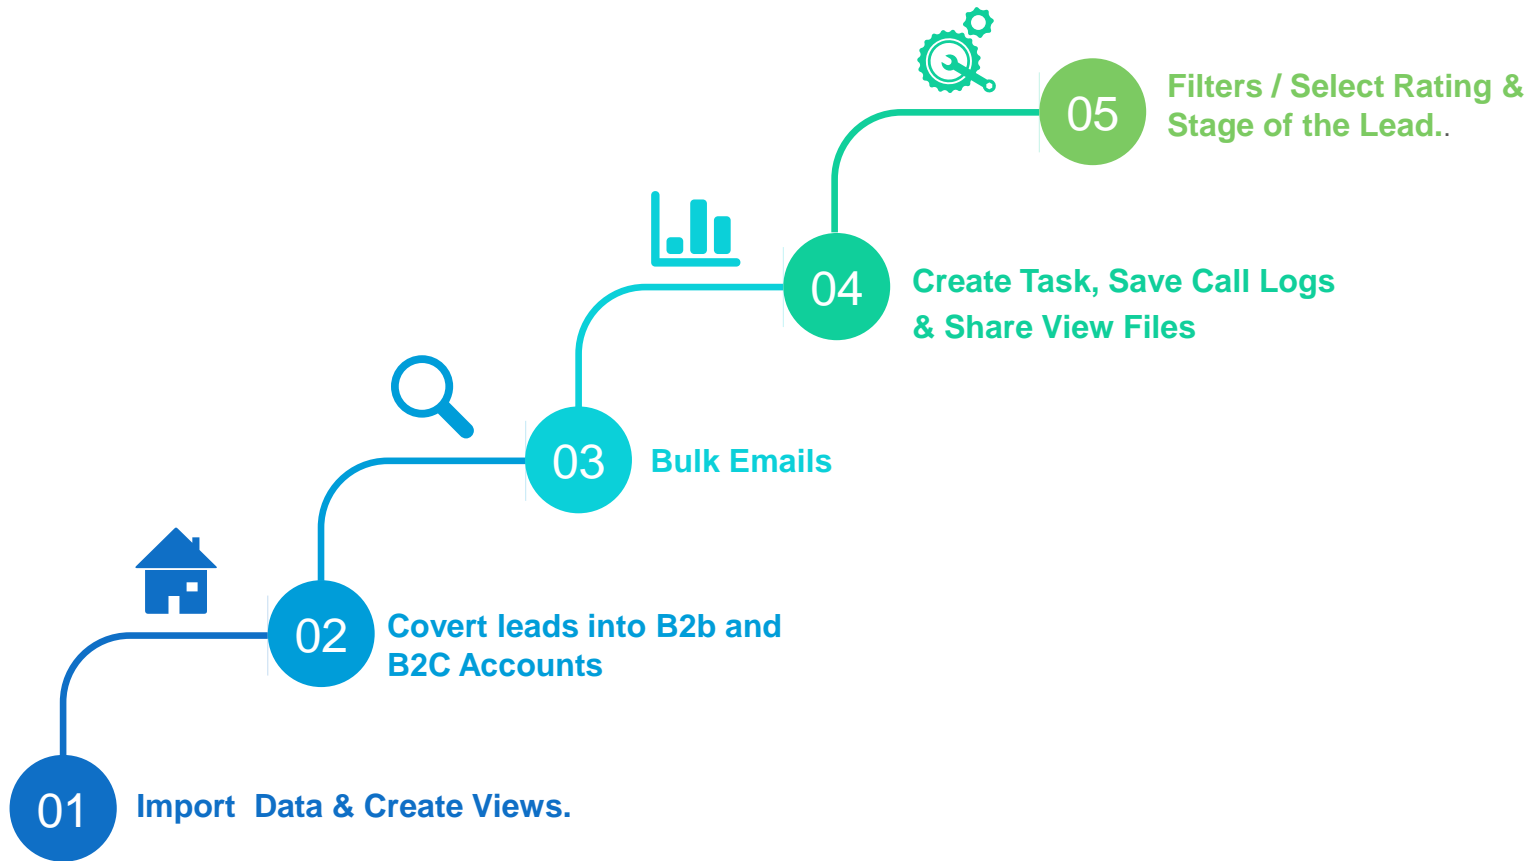 05
Filters / Select Rating &
Stage of the Lead..
04
Create Task, Save Call Logs
& Share View Files
03
Bulk Emails
02
Covert leads into B2b and
B2C Accounts
01
Import  Data & Create Views.